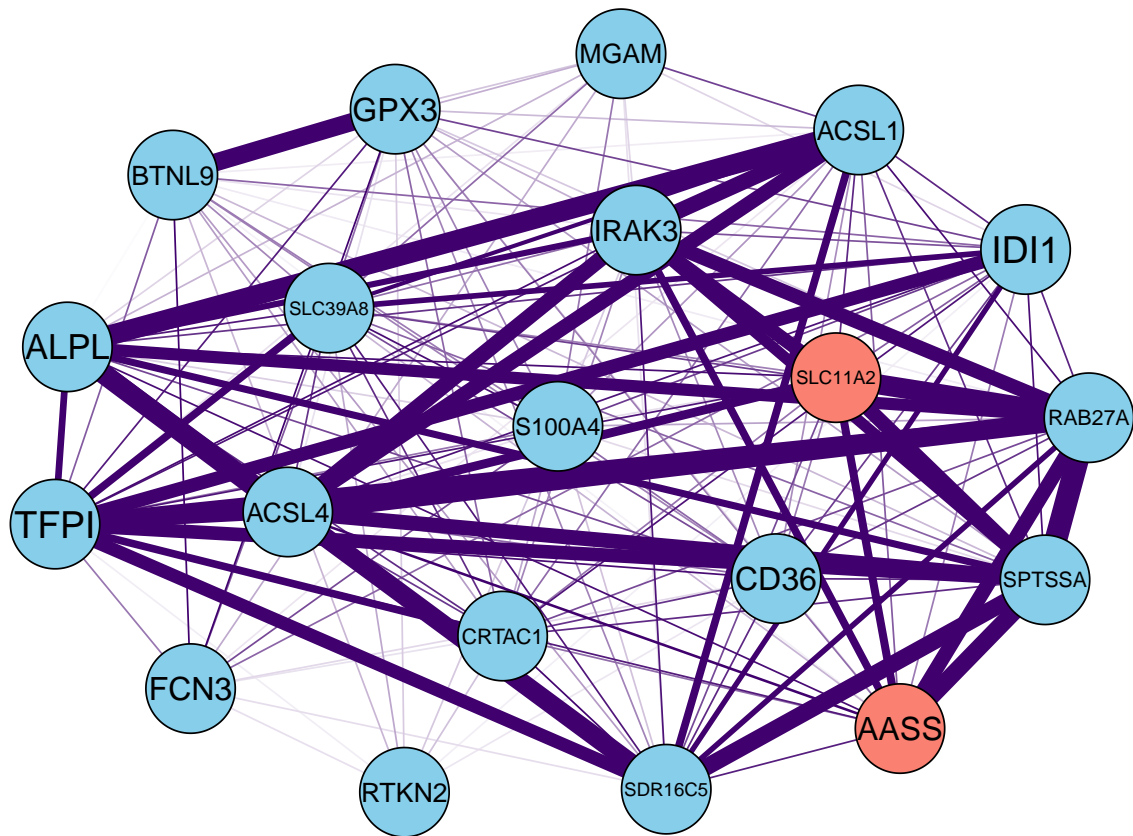 MGAM
GPX3
ACSL1
BTNL9
IRAK3
IDI1
SLC39A8
ALPL
SLC11A2
RAB27A
S100A4
ACSL4
TFPI
CD36
SPTSSA
CRTAC1
FCN3
AASS
RTKN2
SDR16C5